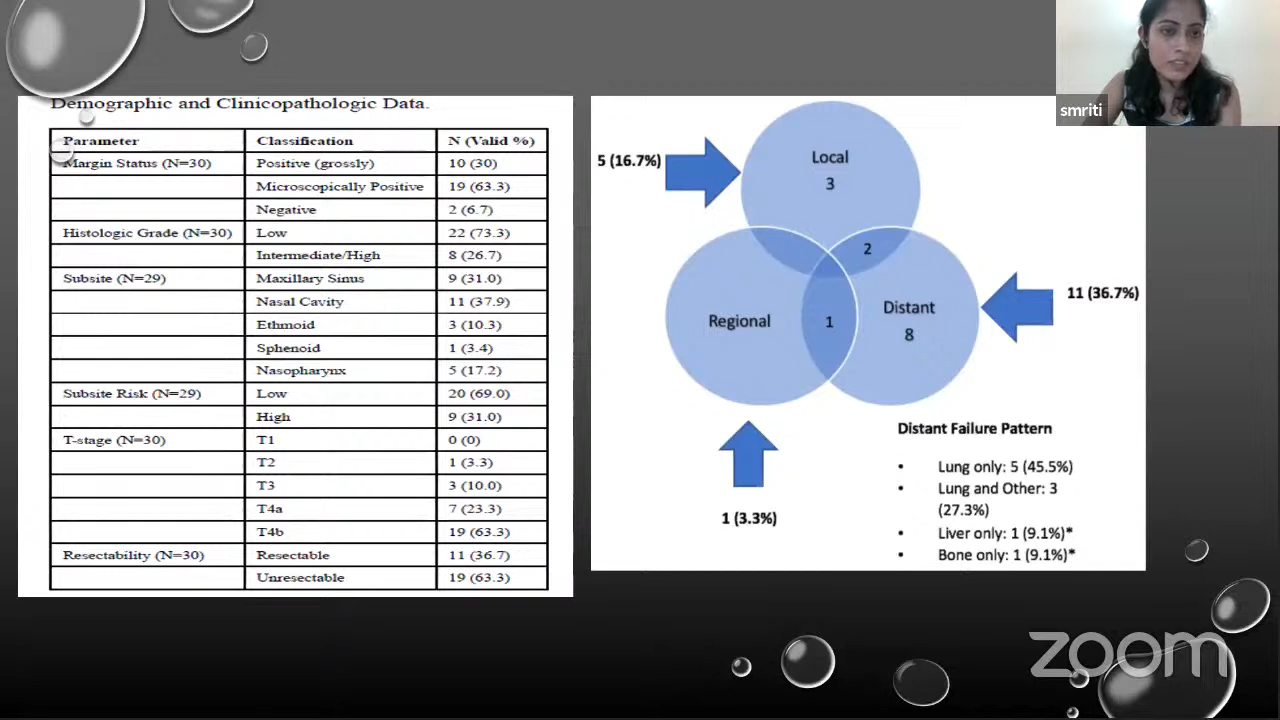 smriti
Demographic and Clinicopathologic Data.
Parameter Classification N (Valid %)
Margin Status (N=30) Positive (grossly) 10 (30)
Microscopically Positive 19 (63.3)
Negative 2 (6.7)
Histologic Grade (N=30) Low 22 (73.3)
Intermediate/High 8 (26.7)
Subsite (N=29) Maxillary Sinus 9 (31.0)
Nasal Cavity 11 (37.9)
Ethmoid 3 (10.3)
Sphenoid 1 (3.4)
Nasopharynx 5 (17.2)
Subsite Risk (N=29) Low 20 (69.0)
High 9 (31.0)
T-stage (N=30) T1 0 (0)
T2 1 (3.3)
T3 3 (10.0)
T4a 7 (23.3)
T4b 19 (63.3)
Resectability (N=30) Resectable 11 (36.7)
Unresectable 19 (63.3)
5 (16.7%)
Local
3
2
11 (36.7%)
Regional
1
Distant
8
1 (3.3%)
Distant Failure Pattern
• Lung only: 5 (45.5%)
• Lung and Other: 3
(27.3%)
• Liver only: 1 (9.1%)*
• Bone only: 1 (9.1%)*
zoom